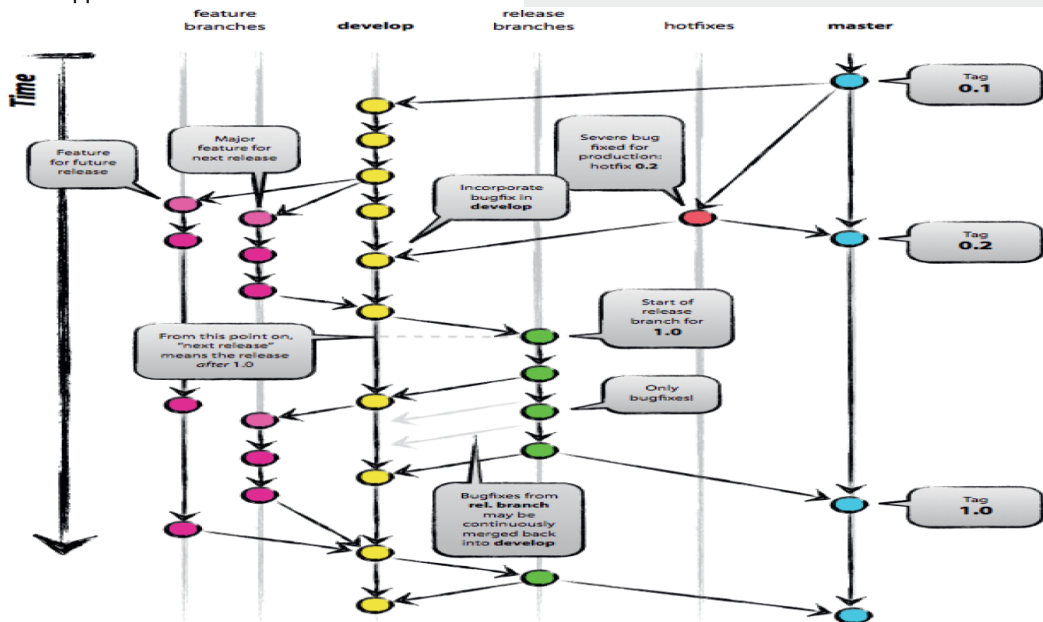 feature
branches
develop
release
branches
hotfixes
master
Time
Tag
0.1
Feature
for future
release
Major
feature for
next release
Severe bug
fixed for
production:
hotfix 0.2
Incorporate
bugfix in
develop
Tag
0.2
Start of
release
branch for
1.0
From this point on,
"next release"
means the release
after 1.0
Only
bugfixes!
Bugfixes from
rel. branch
may be
continuously
merged back
into develop
Tag
1.0